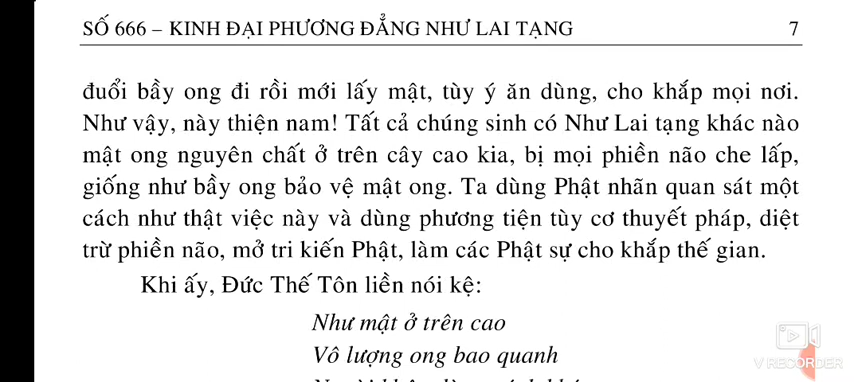 SỐ 666 – KINH ĐẠI PHƯƠNG ĐẲNG NHƯ LAI TẠNG 7
đuổi bầy ong đi rồi mới lấy mật, tùy ý ăn dùng, cho khắp mọi nơi.
Như vậy, này thiện nam! Tất cả chúng sinh có Như Lai tạng khác nào
mật ong nguyên chất ở trên cây cao kia, bị mọi phiền não che lấp,
giống như bầy ong bảo vệ mật ong. Ta dùng Phật nhãn quan sát một
cách như thật việc này và dùng phương tiện tùy cơ thuyết pháp, diệt
trừ phiền não, mở tri kiến Phật, làm các Phật sự cho khắp thế gian.
Khi ấy, Đức Thế Tôn liền nói kệ:
Như mật ở trên cao
Vô lượng ong bao quanh
V RECORDER